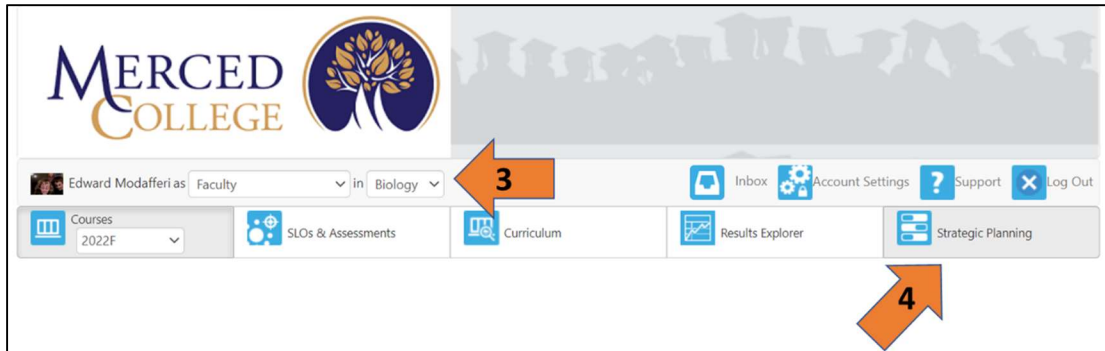 MERCED
COLLEGE
Edward Modafferi as Faculty in Biology
3
Inbox Account Settings ? Support Log Out
Courses
2022F
SLOs & Assessments Curriculum Results Explorer Strategic Planning
4